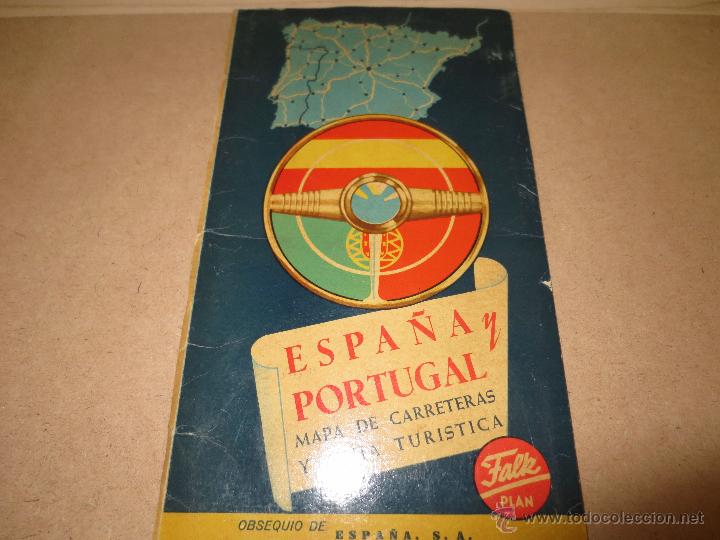 ESPAÑA y
PORTUGAL
MAPA DE CARRETERAS
Y TURISTICA
Falk
PLAN
OBSEQUIO DE ESPAÑA, S. A.
© todocoleccion.net